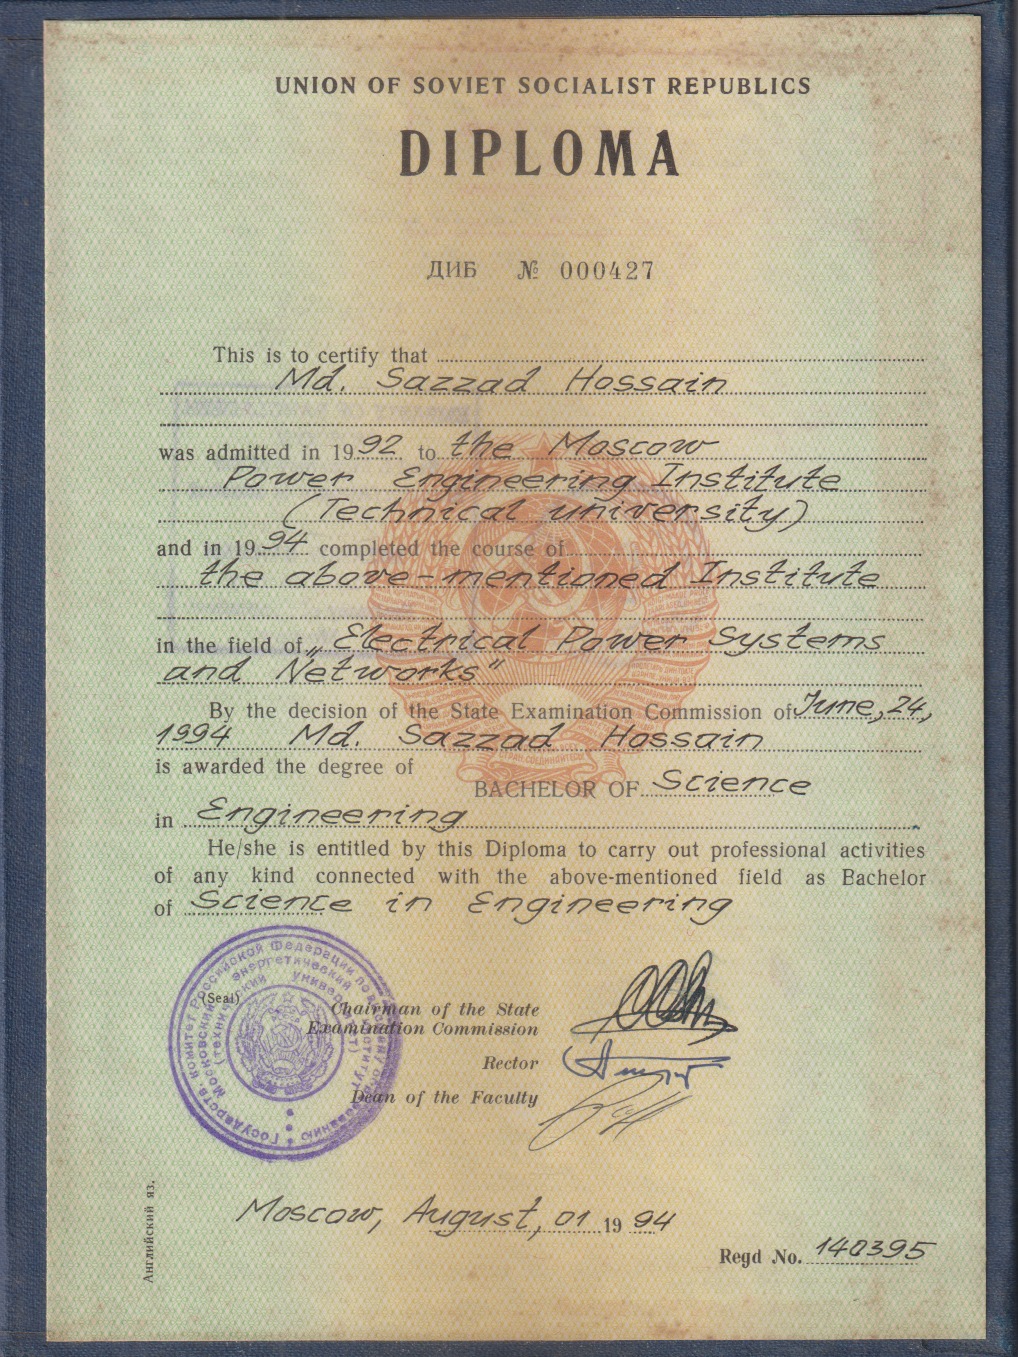 UNION OF SOVIET SOCIALIST REPUBLICS
DIPLOMA
ДИБ № 000427
This is to certify that
Md. Sazzad Hossain
was admitted in 1992 to the Moscow
Power Engineering Institute
(Technical university)
and in 1994 completed the course of
the above-mentioned Institute
in the field of „Electrical Power Systems
and Networks"
By the decision of the State Examination Commission of June, 24,
1994 Md. Sazzad Hossain
is awarded the degree of
BACHELOR OF Science
in Engineering
He/she is entitled by this Diploma to carry out professional activities
of any kind connected with the above-mentioned field as Bachelor
of Science in Engineering
(Seal)
Chairman of the State
Examination Commission
Rector
Dean of the Faculty
Государств. комитет Российской Федерации по высшему образованию
Московский энергетический институт
(технический университет)
Moscow, August, 01 1994
Regd No. 140395
Английский яз.